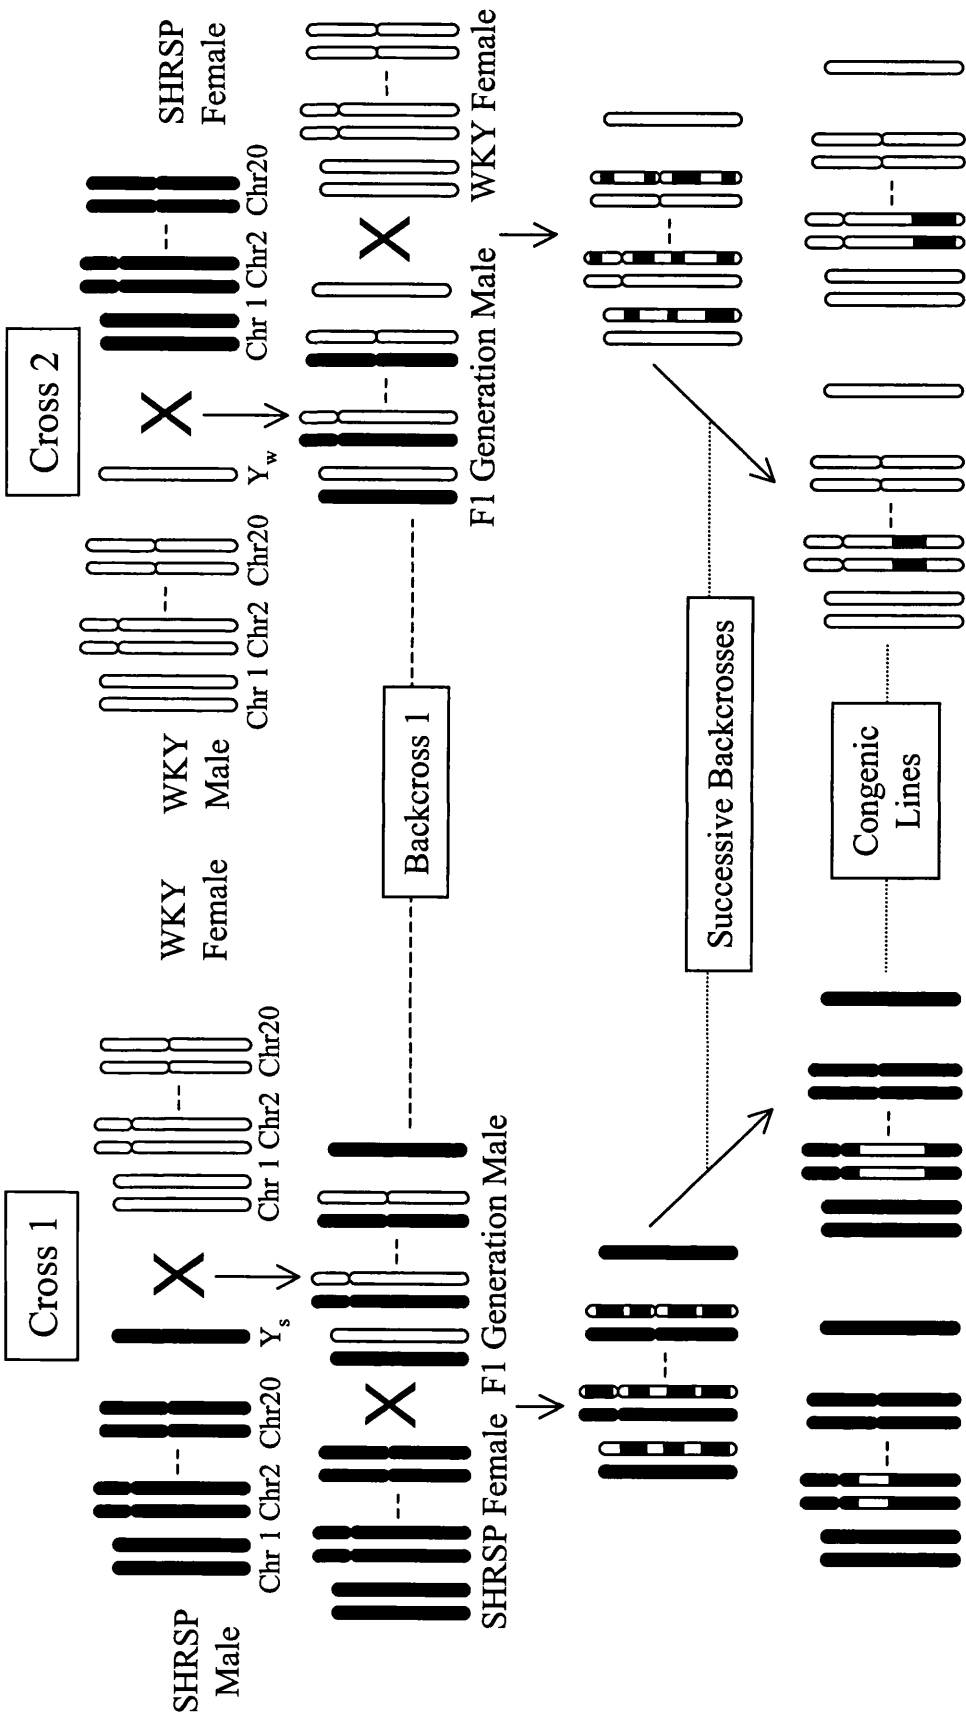 Cross 1
SHRSP
Male
Chr 1 Chr2 Chr20
Y s
Chr 1 Chr2 Chr20
WKY
Female
Cross 2
WKY
Male
Chr 1 Chr2 Chr20
Y w
Chr 1 Chr2 Chr20
SHRSP
Female
SHRSP Female
F1 Generation Male
Backcross 1
F1 Generation Male
WKY Female
Successive Backcrosses
Congenic
Lines